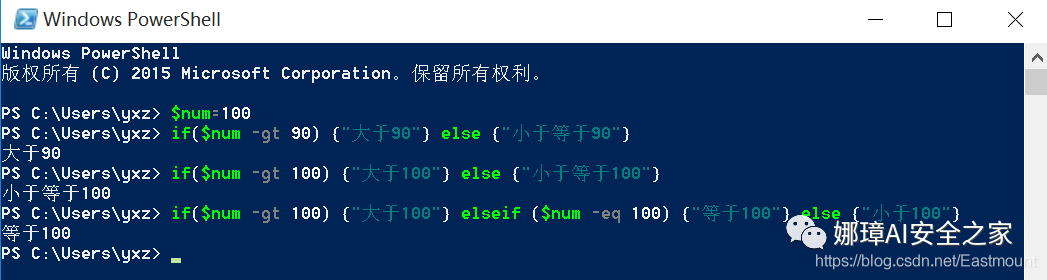 Windows PowerShell
Windows PowerShell
版权所有 (C) 2015 Microsoft Corporation。保留所有权利。
PS C:\Users\yxz> $num=100
PS C:\Users\yxz> if($num -gt 90) {"大于90"} else {"小于等于90"}
大于90
PS C:\Users\yxz> if($num -gt 100) {"大于100"} else {"小于等于100"}
小于等于100
PS C:\Users\yxz> if($num -gt 100) {"大于100"} elseif ($num -eq 100) {"等于100"} else {"小于100"}
等于100
PS C:\Users\yxz>
娜璋AI安全之家
https://blog.csdn.net/Eastmount